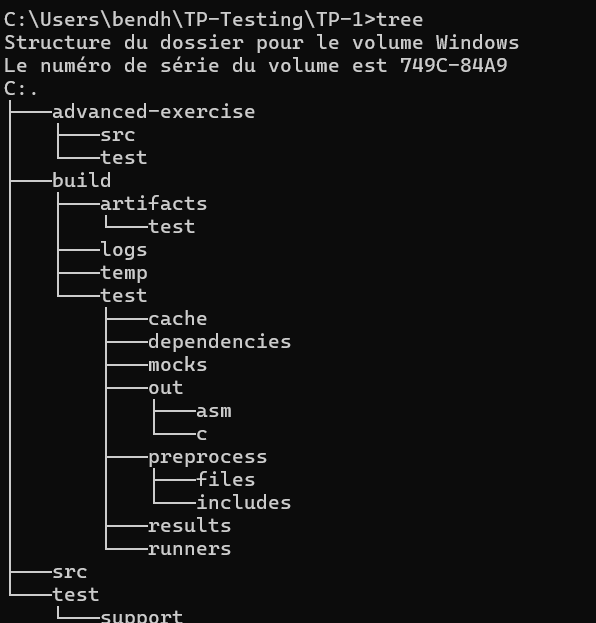 C:\Users\bendh\TP-Testing\TP-1>tree
Structure du dossier pour le volume Windows
Le numéro de série du volume est 749C-84A9
C:.
├───advanced-exercise
│   ├───src
│   └───test
├───build
│   ├───artifacts
│   │   └───test
│   ├───logs
│   ├───temp
│   └───test
│       ├───cache
│       ├───dependencies
│       ├───mocks
│       ├───out
│       │   ├───asm
│       │   └───c
│       ├───preprocess
│       │   ├───files
│       │   └───includes
│       ├───results
│       └───runners
├───src
└───test
    └───support